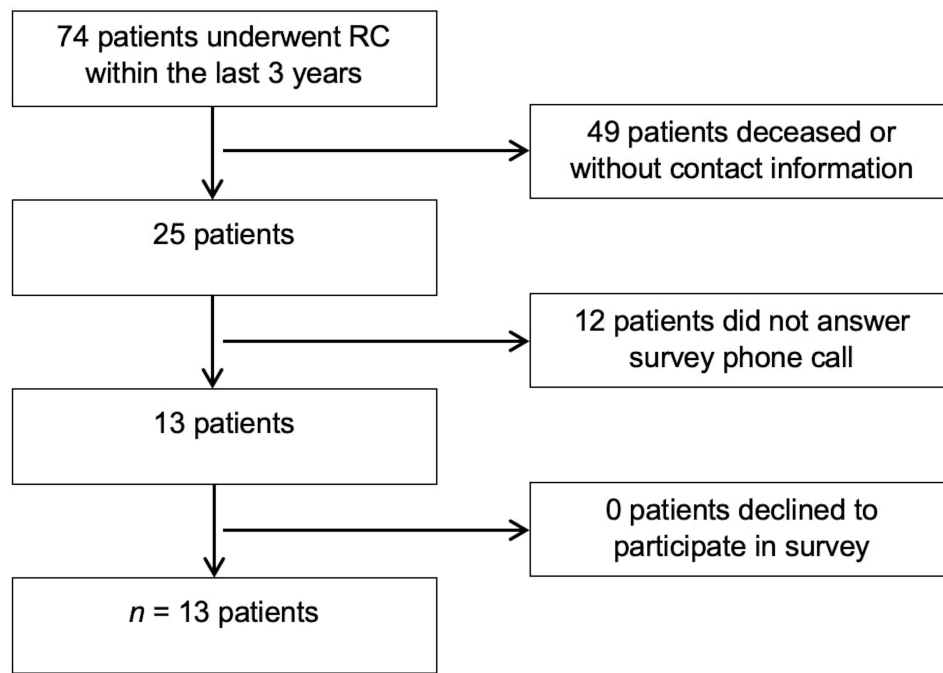 74 patients underwent RC
within the last 3 years
49 patients deceased or
without contact information
25 patients
12 patients did not answer
survey phone call
13 patients
0 patients declined to
participate in survey
n = 13 patients